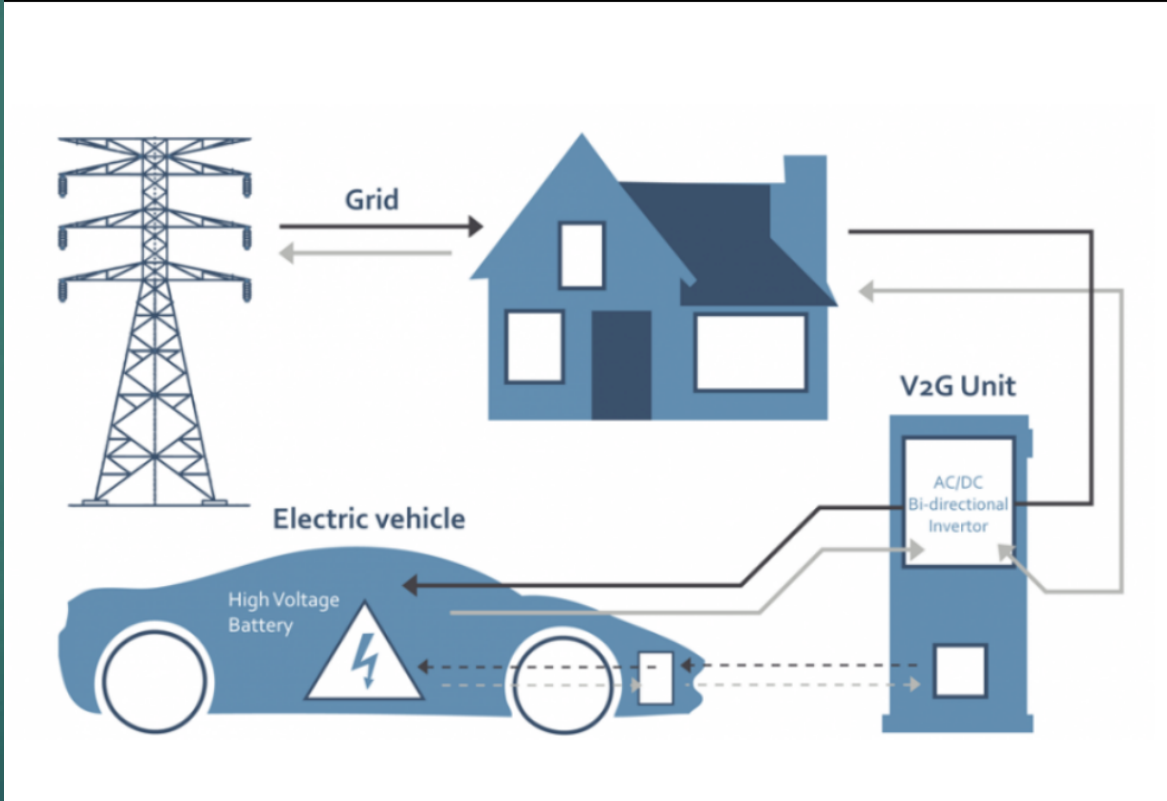 Grid
V2G Unit
AC/DC
Bi-directional
Invertor
Electric vehicle
High Voltage
Battery